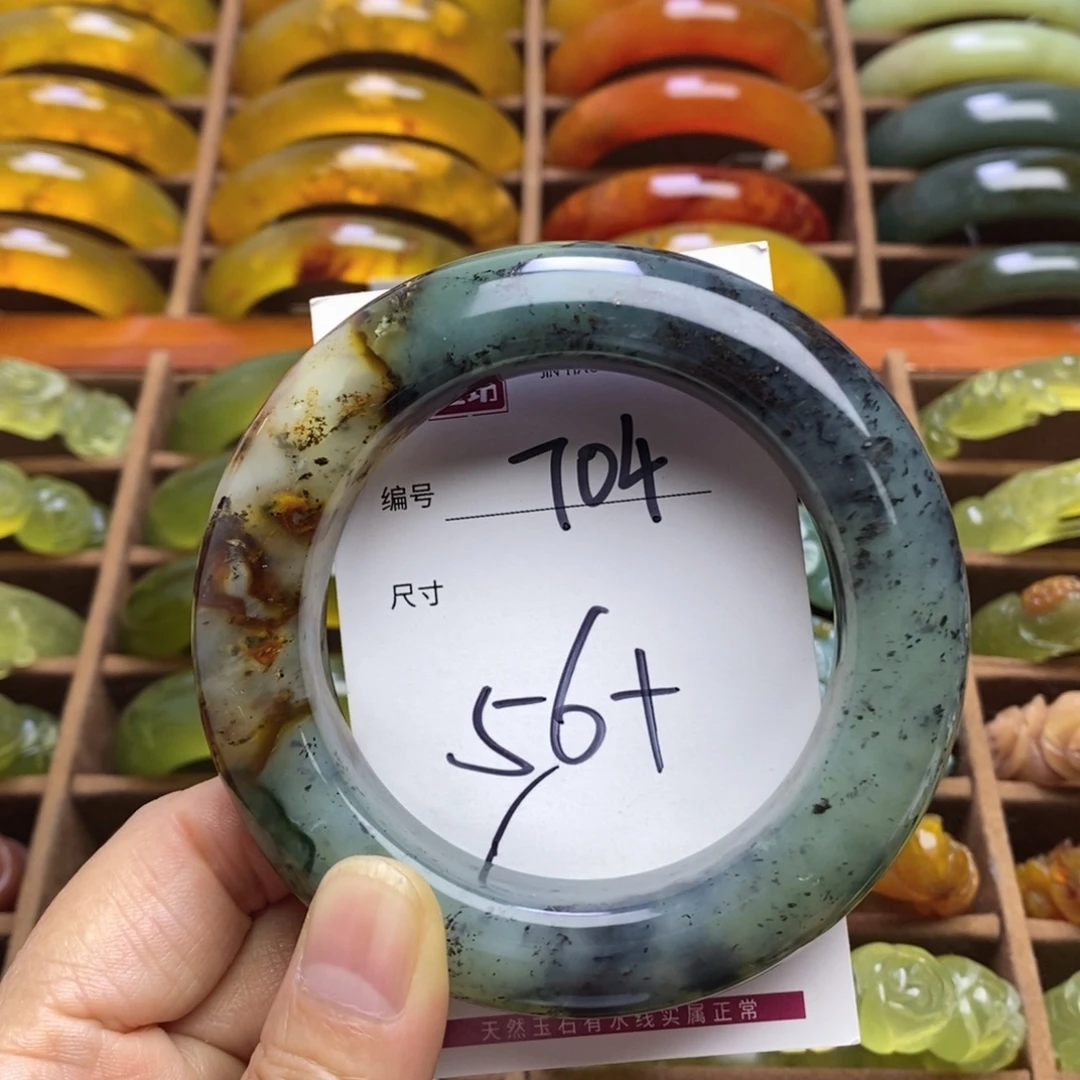 编号 704
尺寸
56+
天然玉石有水线实属正常